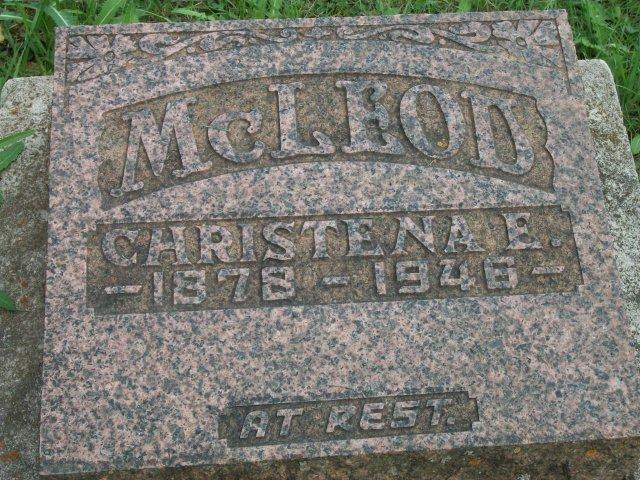 McLEOD
CHRISTENA E.
– 1878 – 1946 –
AT REST.